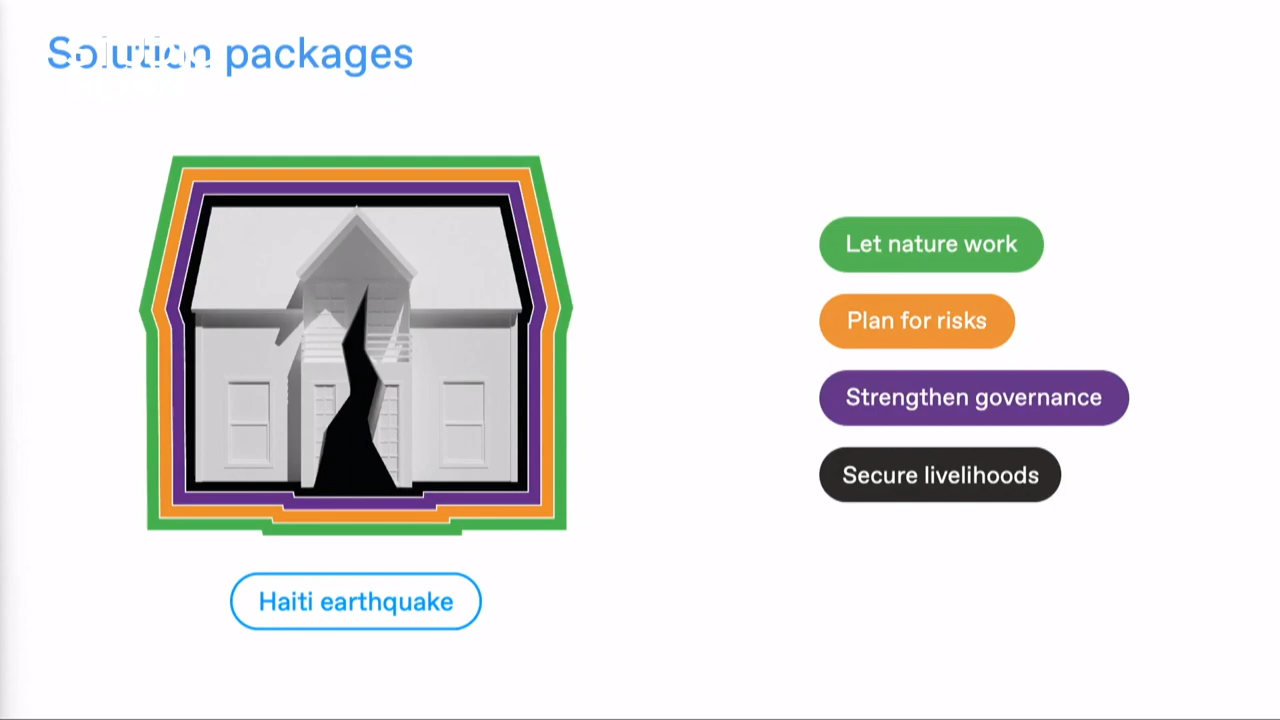 Solution packages
Let nature work
Plan for risks
Strengthen governance
Secure livelihoods
Haiti earthquake